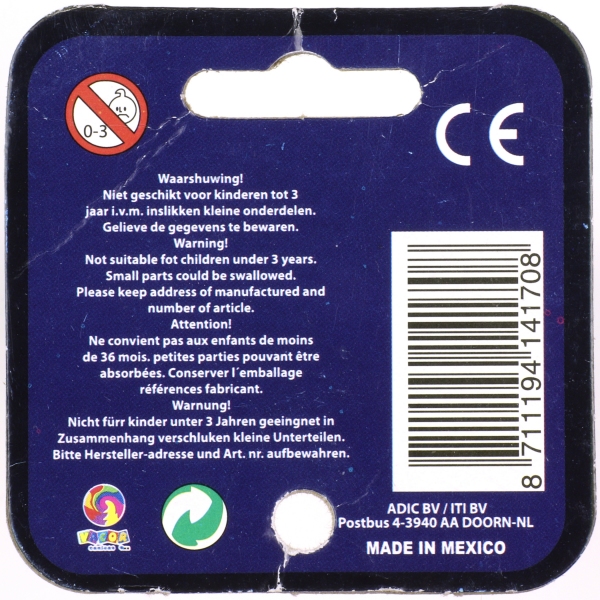 0-3
CE
Waarshuwing!
Niet geschikt voor kinderen tot 3
jaar i.v.m. inslikken kleine onderdelen.
Gelieve de gegevens te bewaren.
Warning!
Not suitable fot children under 3 years.
Small parts could be swallowed.
Please keep address of manufactured and
number of article.
Attention!
Ne convient pas aux enfants de moins
de 36 mois. petites parties pouvant être
absorbées. Conserver l´emballage
références fabricant.
Warnung!
Nicht fürr kinder unter 3 Jahren geeingnet in
Zusammenhang verschluken kleine Unterteilen.
Bitte Hersteller-adresse und Art. nr. aufbewahren.
8 711194 141708
VACOR
ADIC BV / ITI BV
Postbus 4-3940 AA DOORN-NL
MADE IN MEXICO